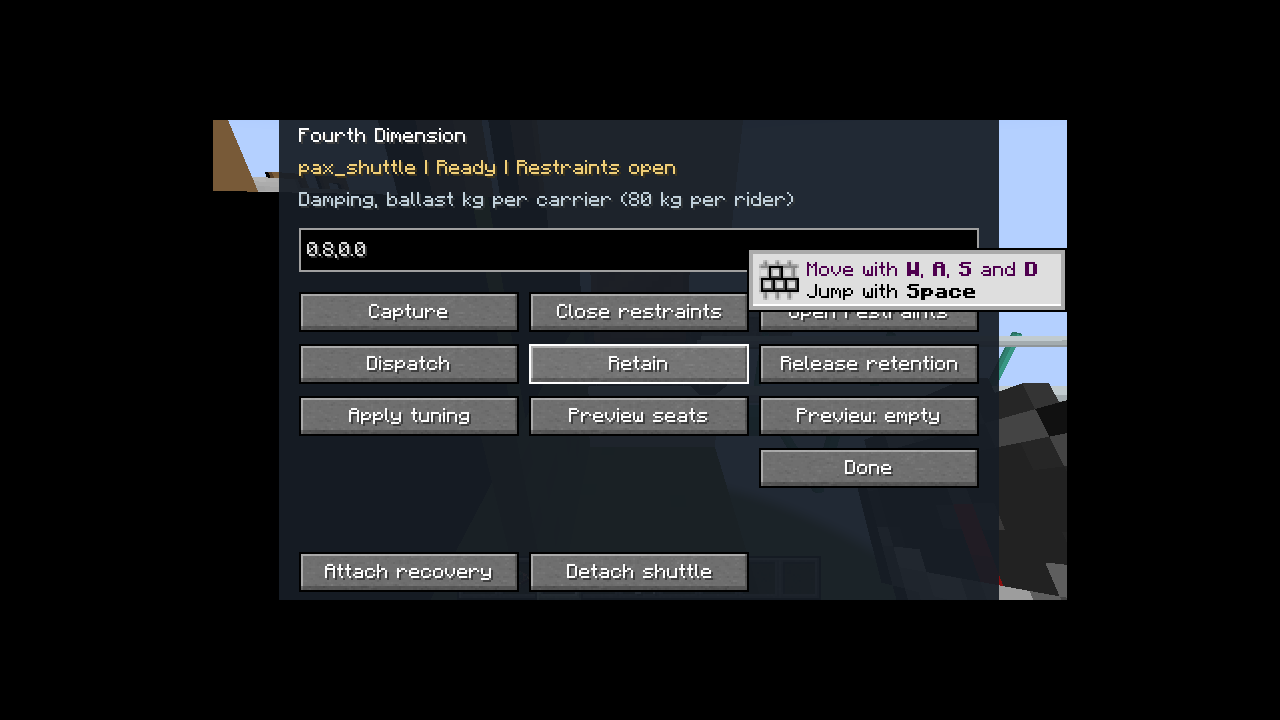 Fourth Dimension
pax_shuttle | Ready | Restraints open
Damping, ballast kg per carrier (80 kg per rider)
0.8,0.0
Move with W, A, S and D
Jump with Space
Capture
Close restraints
Open restraints
Dispatch
Retain
Release retention
Apply tuning
Preview seats
Preview: empty
Done
Attach recovery
Detach shuttle